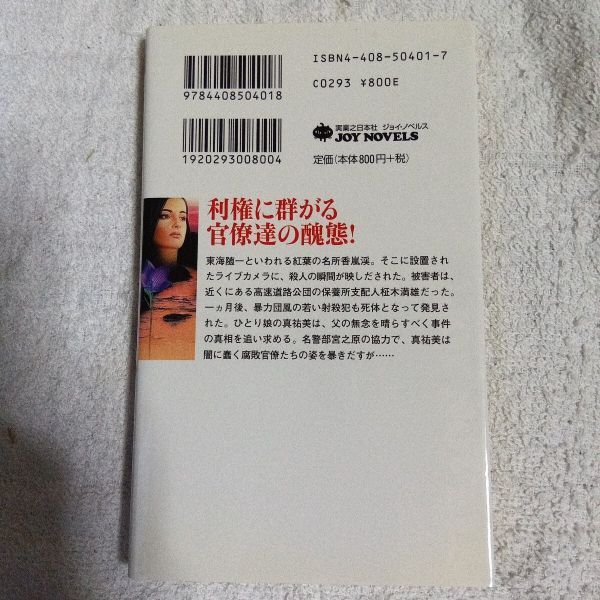 ISBN4-408-50401-7
9784408504018
C0293 ¥800E
実業之日本社 ジョイ・ノベルス
JOY NOVELS
1920293008004
定価(本体800円+税)
利権に群がる
官僚達の醜態!
東海随一といわれる紅葉の名所香嵐渓。そこに設置され
たライブカメラに、殺人の瞬間が映しだされた。被害者は、
近くにある高速道路公団の保養所支配人柾木満雄だった。
一ヵ月後、暴力団風の若い射殺犯も死体となって発見さ
れた。ひとり娘の真祐美は、父の無念を晴らすべく事件
の真相を追い求める。名警部宮之原の協力で、真祐美は
闇に蠢く腐敗官僚たちの姿を暴きだすが……